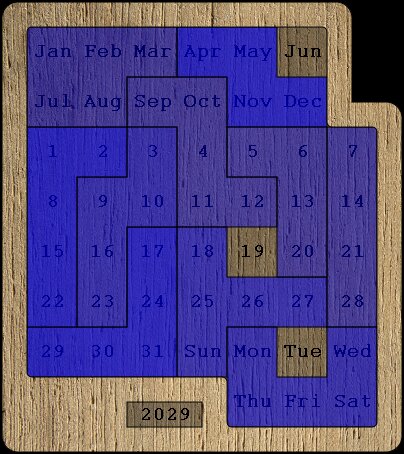 Jan Feb Mar Apr May Jun
Jul Aug Sep Oct Nov Dec
1 2 3 4 5 6 7
8 9 10 11 12 13 14
15 16 17 18 19 20 21
22 23 24 25 26 27 28
29 30 31 Sun Mon Tue Wed
Thu Fri Sat
2029